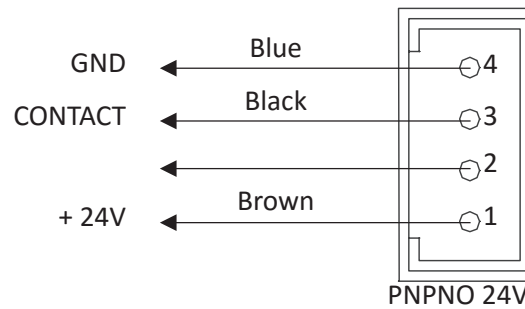 GND Blue 4
CONTACT Black 3
2
+ 24V Brown 1
PNPNO 24V